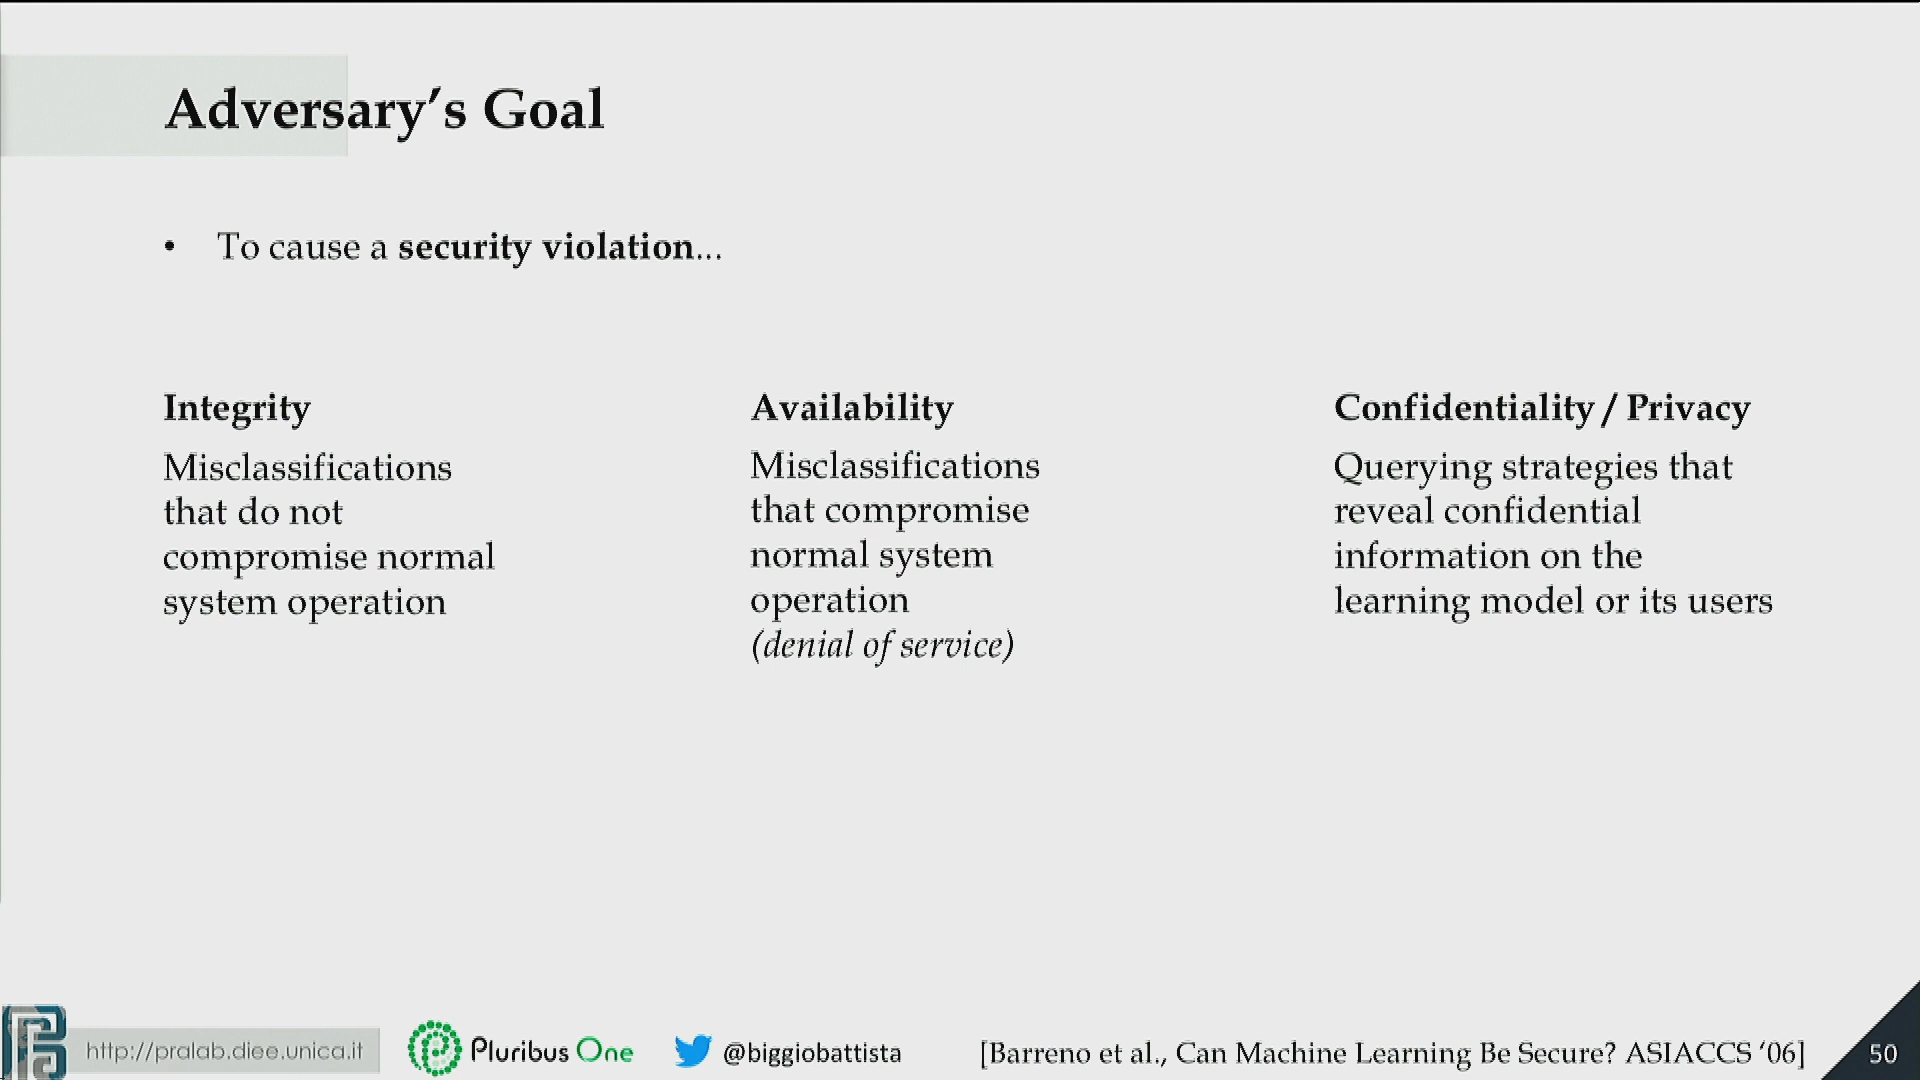 Adversary’s Goal
• To cause a security violation...
Integrity
Misclassifications
that do not
compromise normal
system operation
Availability
Misclassifications
that compromise
normal system
operation
(denial of service)
Confidentiality / Privacy
Querying strategies that
reveal confidential
information on the
learning model or its users
http://pralab.diee.unica.it
Pluribus One
@biggiobattista
[Barreno et al., Can Machine Learning Be Secure? ASIACCS ‘06]
50